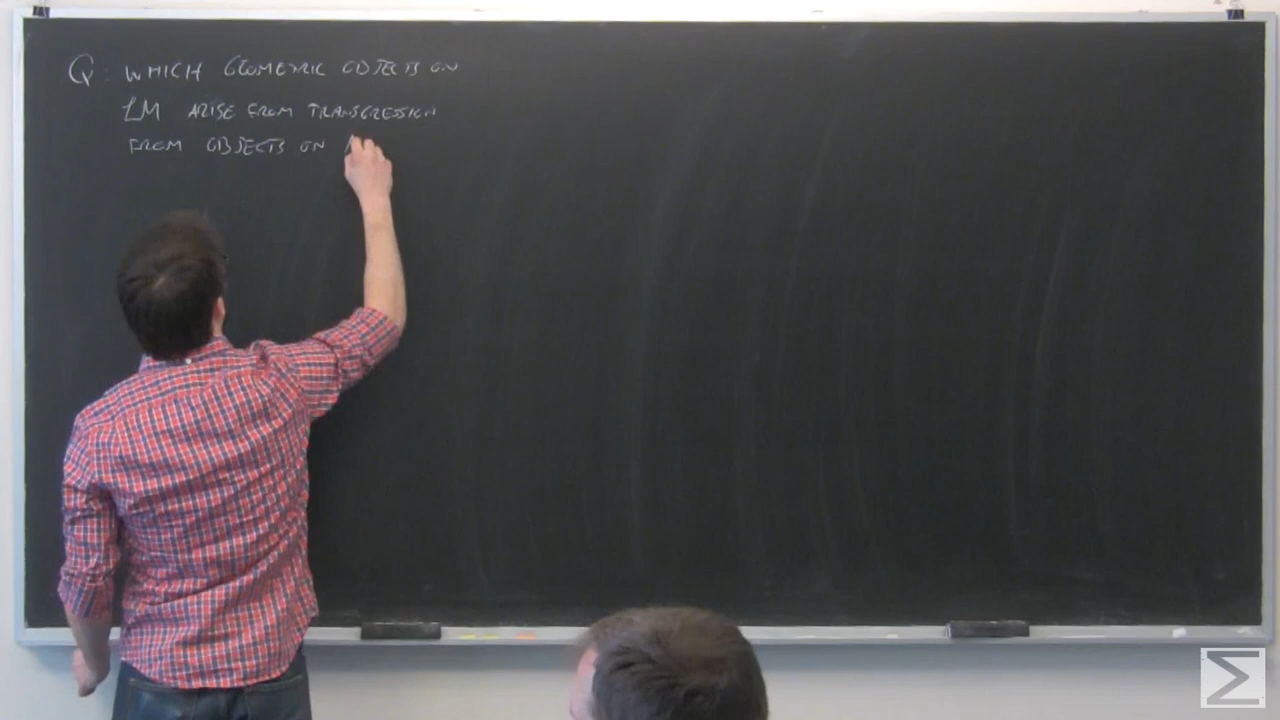 Q: WHICH GEOMETRIC OBJECTS ON
LM ARISE FROM TRANSGRESSION
FROM OBJECTS ON
Σ